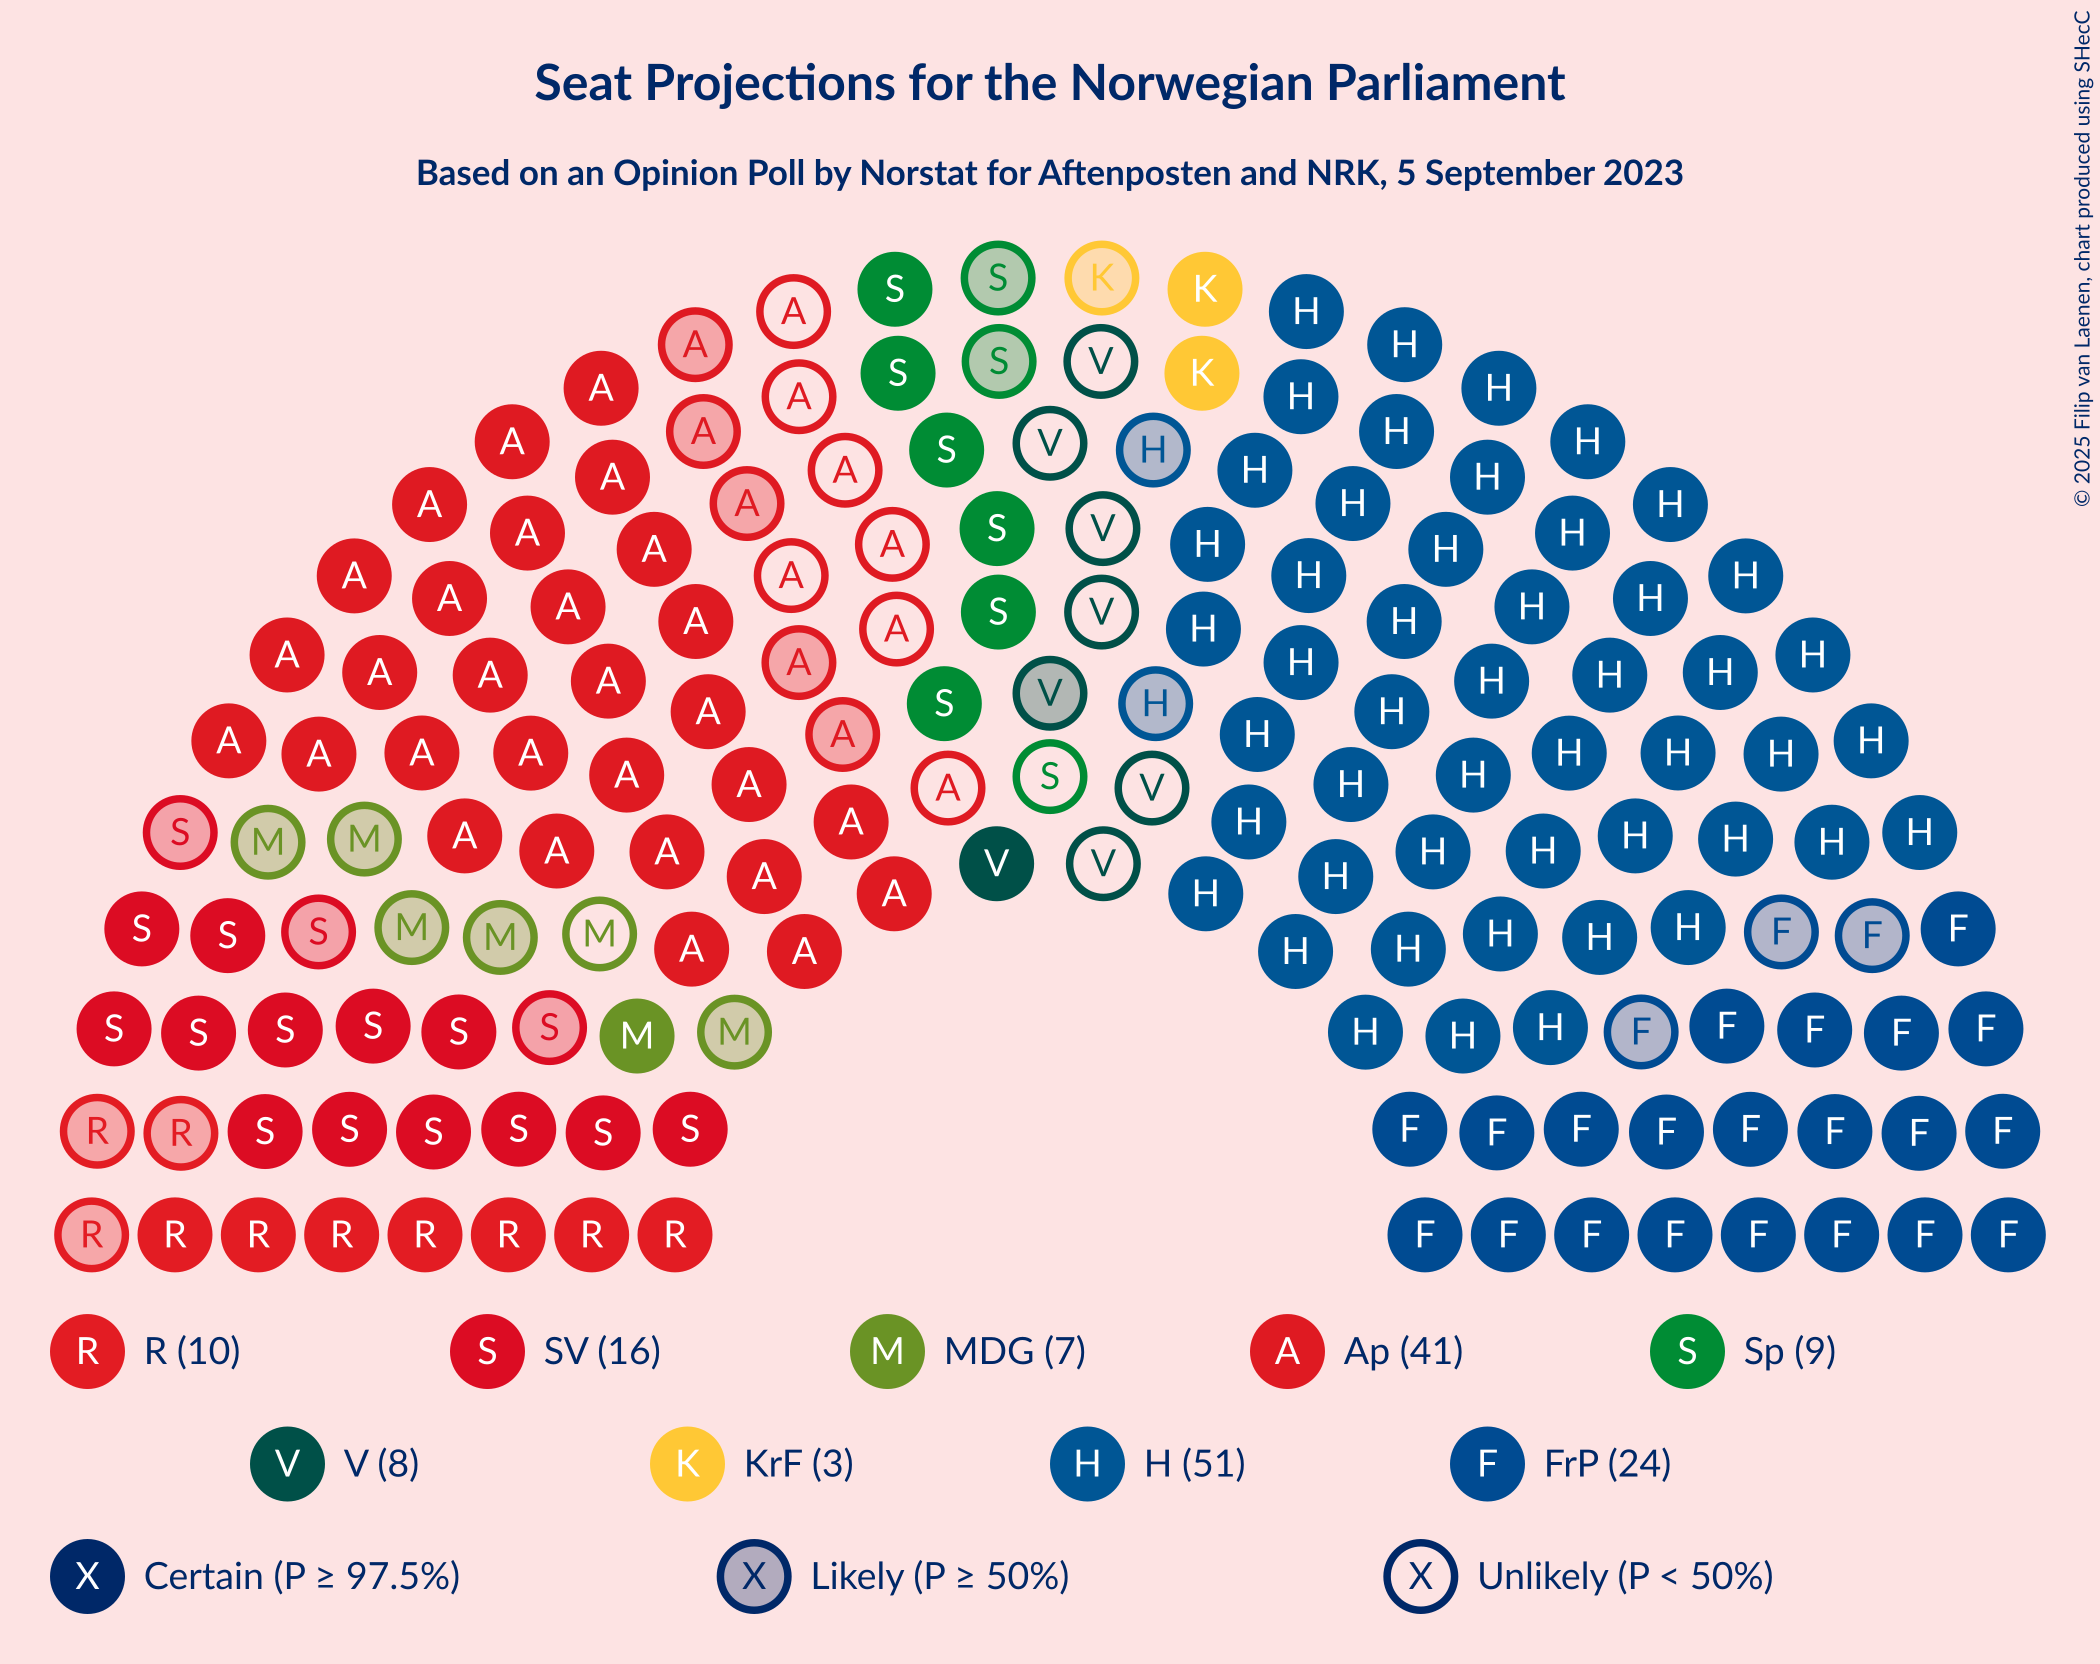 Seat Projections for the Norwegian Parliament
Based on an Opinion Poll by Norstat for Aftenposten and NRK, 5 September 2023
© 2025 Filip van Laenen, chart produced using SHecC
S S K K
A H
A H
A S S V K H H
A A H H
A S V H H H
A A A H H H
A A S V H H H
A A A H H H
A A A S V H H H
A A A H H H
A A A S V H H H
A A A H H H
A A A A S V H H H H
A A A A A V V H H H H H
S M M A A A A A H H H H H H H
S S S M M M A A H H H H H F F F
S S S S S S M M H H H F F F F F
R R S S S S S S F F F F F F F F
R R R R R R R R F F F F F F F F
R R (10) S SV (16) M MDG (7) A Ap (41) S Sp (9)
V V (8) K KrF (3) H H (51) F FrP (24)
X Certain (P ≥ 97.5%) X Likely (P ≥ 50%) X Unlikely (P < 50%)